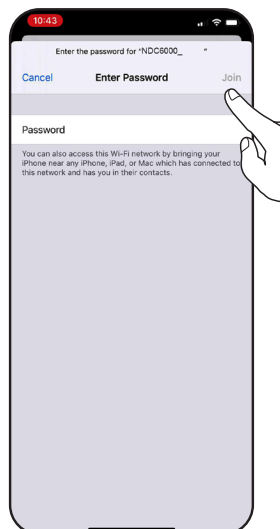 10:43
Enter the password for “NDC6000_ ”
Cancel Enter Password Join
Password
You can also access this Wi-Fi network by bringing your
iPhone near any iPhone, iPad, or Mac which has connected to
this network and has you in their contacts.